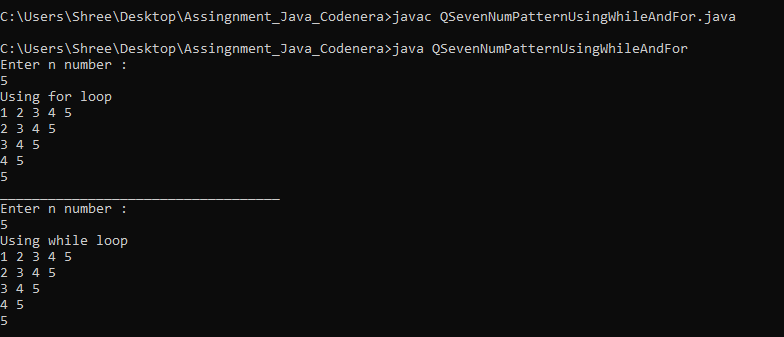 C:\Users\Shree\Desktop\Assingnment_Java_Codenera>javac QSevenNumPatternUsingWhileAndFor.java
C:\Users\Shree\Desktop\Assingnment_Java_Codenera>java QSevenNumPatternUsingWhileAndFor
Enter n number :
5
Using for loop
1 2 3 4 5
2 3 4 5
3 4 5
4 5
5
___________________________________
Enter n number :
5
Using while loop
1 2 3 4 5
2 3 4 5
3 4 5
4 5
5